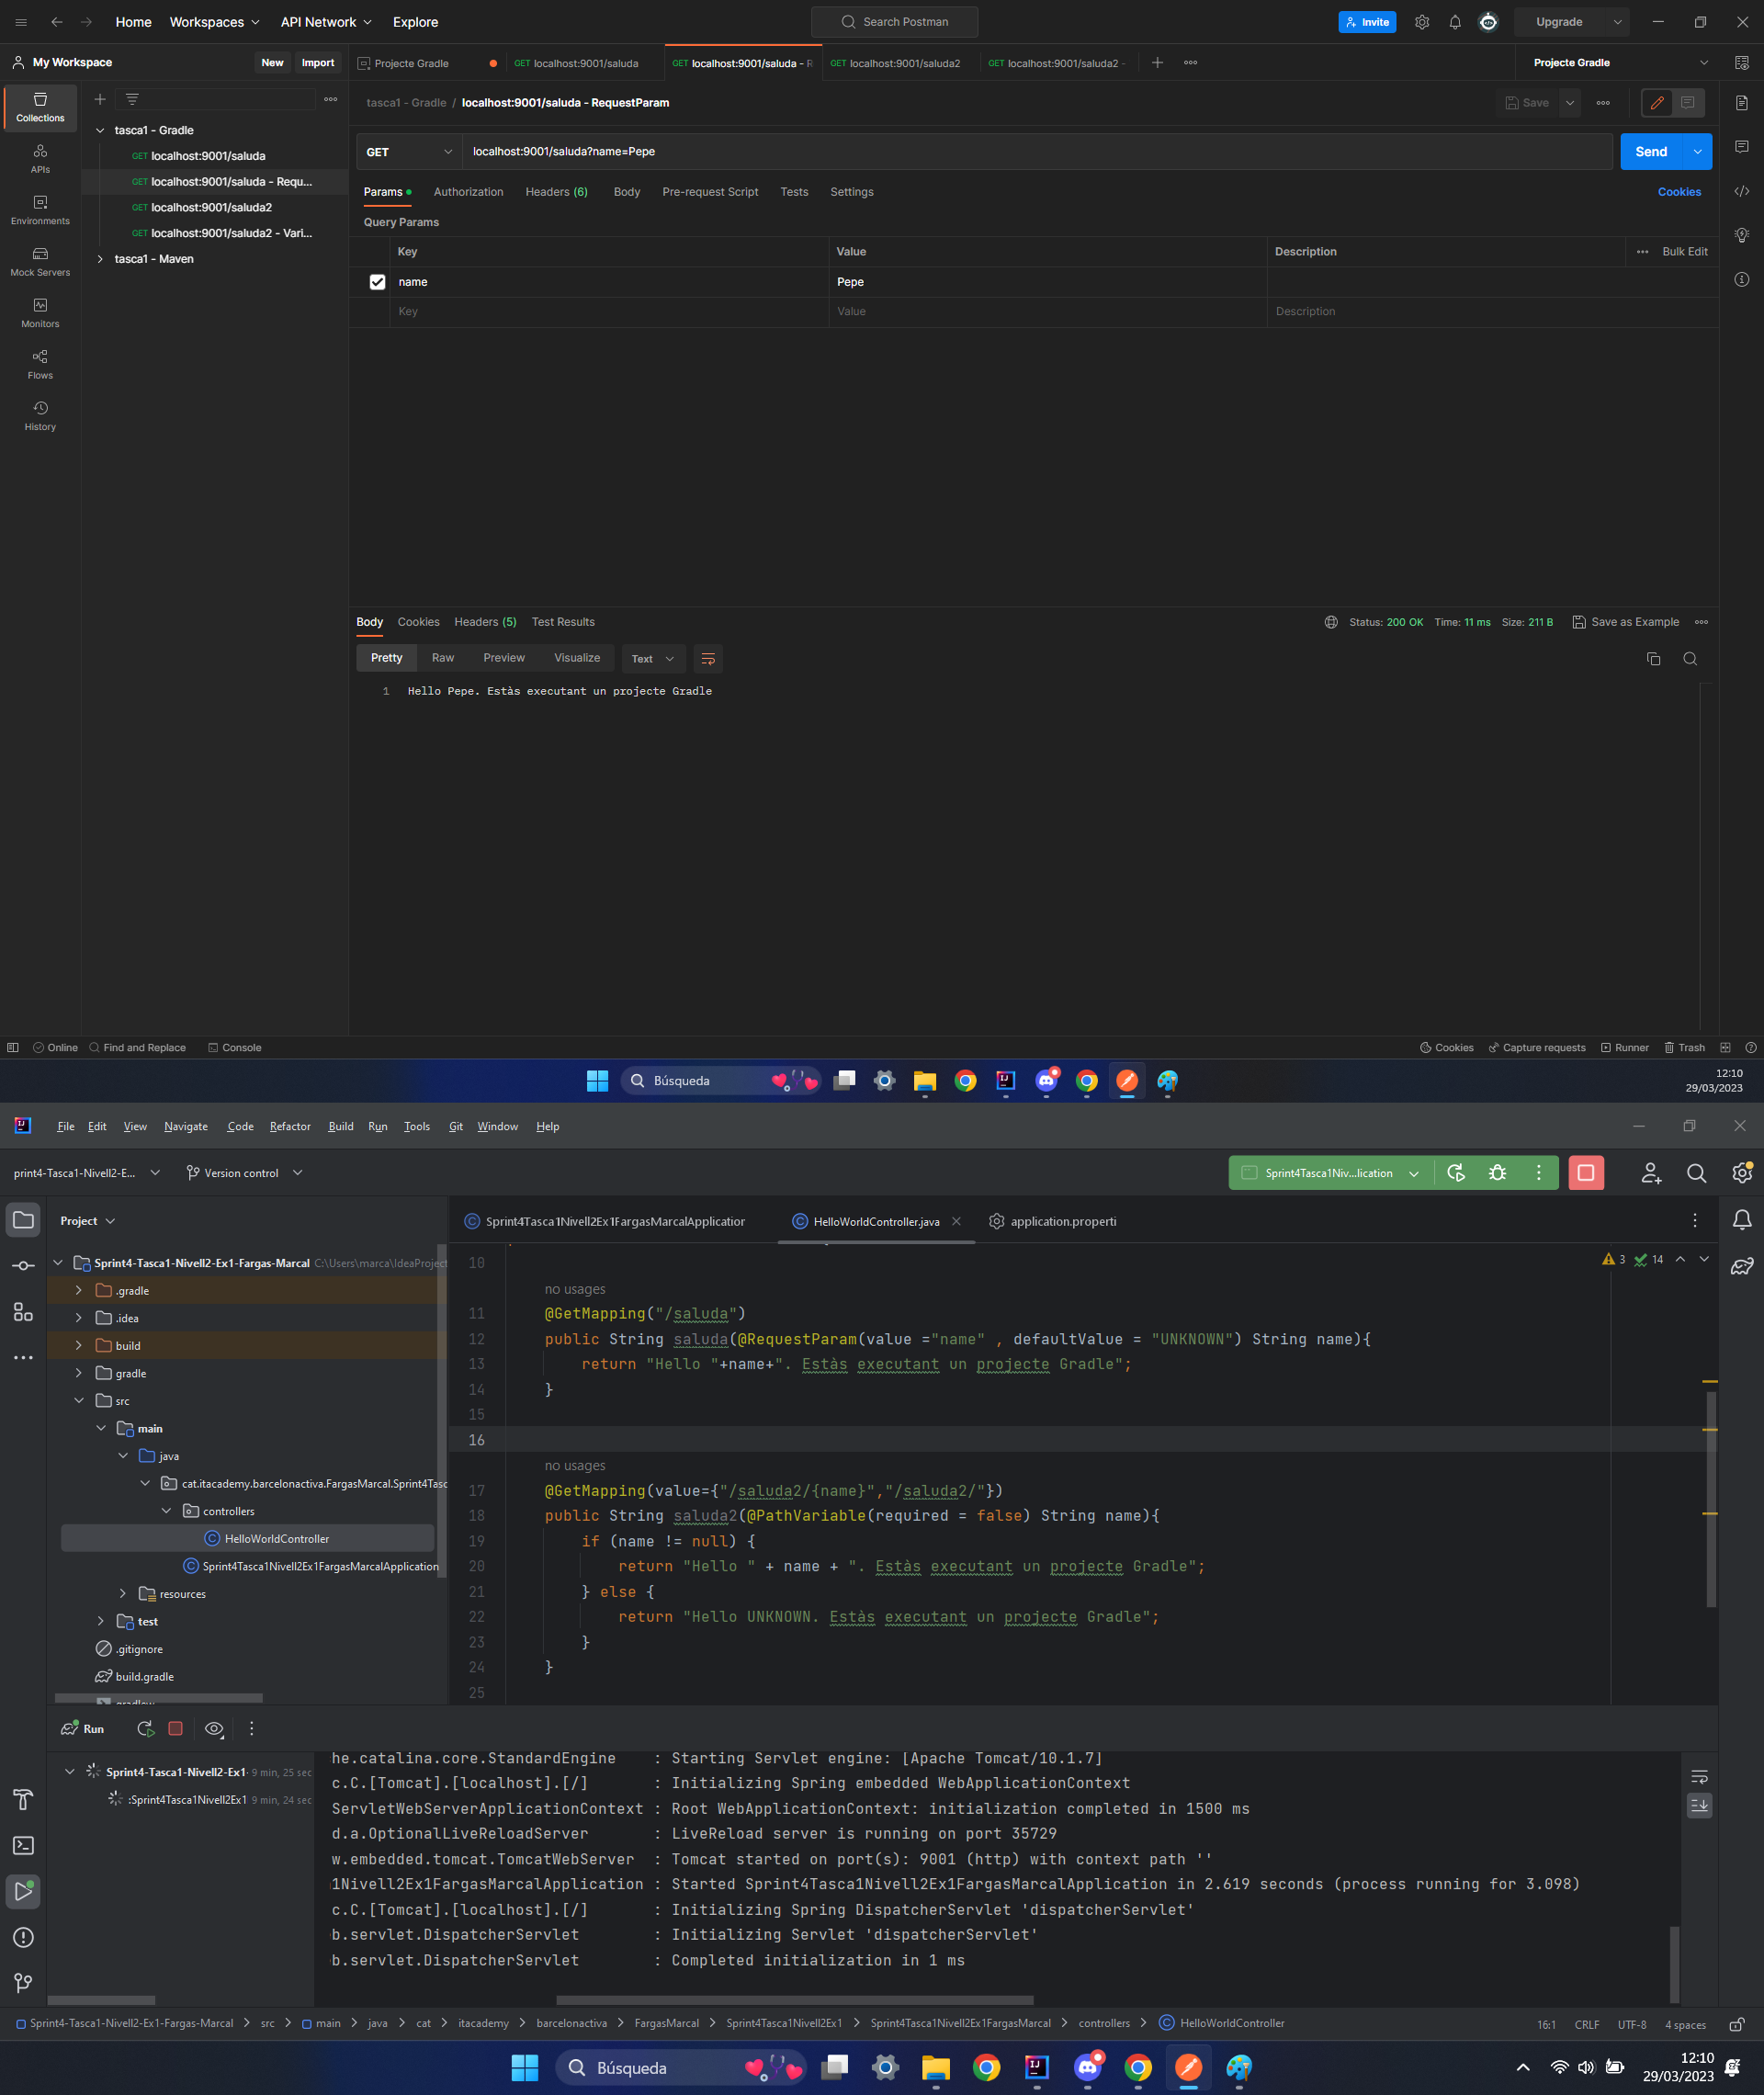 Home Workspaces API Network Explore Search Postman Invite Upgrade
My Workspace New Import Projecte Gradle GET localhost:9001/saluda GET localhost:9001/saluda - R GET localhost:9001/saluda2 GET localhost:9001/saluda2 - Projecte Gradle
Collections
APIs
Environments
Mock Servers
Monitors
Flows
History
tasca1 - Gradle
GET localhost:9001/saluda
GET localhost:9001/saluda - Requ...
GET localhost:9001/saluda2
GET localhost:9001/saluda2 - Vari...
tasca1 - Maven
tasca1 - Gradle / localhost:9001/saluda - RequestParam Save
GET localhost:9001/saluda?name=Pepe Send
Params Authorization Headers (6) Body Pre-request Script Tests Settings Cookies
Query Params
Key Value Description Bulk Edit
name Pepe
Key Value Description
Body Cookies Headers (5) Test Results Status: 200 OK Time: 11 ms Size: 211 B Save as Example
Pretty Raw Preview Visualize Text
1 Hello Pepe. Estàs executant un projecte Gradle
Online Find and Replace Console Cookies Capture requests Runner Trash
Búsqueda 12:10
29/03/2023
File Edit View Navigate Code Refactor Build Run Tools Git Window Help
print4-Tasca1-Nivell2-E... Version control Sprint4Tasca1Niv...lication
Project
Sprint4-Tasca1-Nivell2-Ex1-Fargas-Marcal C:\Users\marca\IdeaProject
.gradle
.idea
build
gradle
src
main
java
cat.itacademy.barcelonactiva.FargasMarcal.Sprint4Tasc
controllers
HelloWorldController
Sprint4Tasca1Nivell2Ex1FargasMarcalApplication
resources
test
.gitignore
build.gradle
Sprint4Tasca1Nivell2Ex1FargasMarcalApplication HelloWorldController.java application.properti
3 14
10
no usages
11 @GetMapping("/saluda")
12 public String saluda(@RequestParam(value ="name" , defaultValue = "UNKNOWN") String name){
13 return "Hello "+name+". Estàs executant un projecte Gradle";
14 }
15
16
no usages
17 @GetMapping(value={"/saluda2/{name}","/saluda2/"})
18 public String saluda2(@PathVariable(required = false) String name){
19 if (name != null) {
20 return "Hello " + name + ". Estàs executant un projecte Gradle";
21 } else {
22 return "Hello UNKNOWN. Estàs executant un projecte Gradle";
23 }
24 }
25
Run
Sprint4-Tasca1-Nivell2-Ex1- 9 min, 25 sec
:Sprint4Tasca1Nivell2Ex1 9 min, 24 sec
he.catalina.core.StandardEngine : Starting Servlet engine: [Apache Tomcat/10.1.7]
c.C.[Tomcat].[localhost].[/] : Initializing Spring embedded WebApplicationContext
ServletWebServerApplicationContext : Root WebApplicationContext: initialization completed in 1500 ms
d.a.OptionalLiveReloadServer : LiveReload server is running on port 35729
w.embedded.tomcat.TomcatWebServer : Tomcat started on port(s): 9001 (http) with context path ''
1Nivell2Ex1FargasMarcalApplication : Started Sprint4Tasca1Nivell2Ex1FargasMarcalApplication in 2.619 seconds (process running for 3.098)
c.C.[Tomcat].[localhost].[/] : Initializing Spring DispatcherServlet 'dispatcherServlet'
b.servlet.DispatcherServlet : Initializing Servlet 'dispatcherServlet'
b.servlet.DispatcherServlet : Completed initialization in 1 ms
Sprint4-Tasca1-Nivell2-Ex1-Fargas-Marcal > src > main > java > cat > itacademy > barcelonactiva > FargasMarcal > Sprint4Tasca1Nivell2Ex1 > Sprint4Tasca1Nivell2Ex1FargasMarcal > controllers > HelloWorldController 16:1 CRLF UTF-8 4 spaces
Búsqueda 12:10
29/03/2023